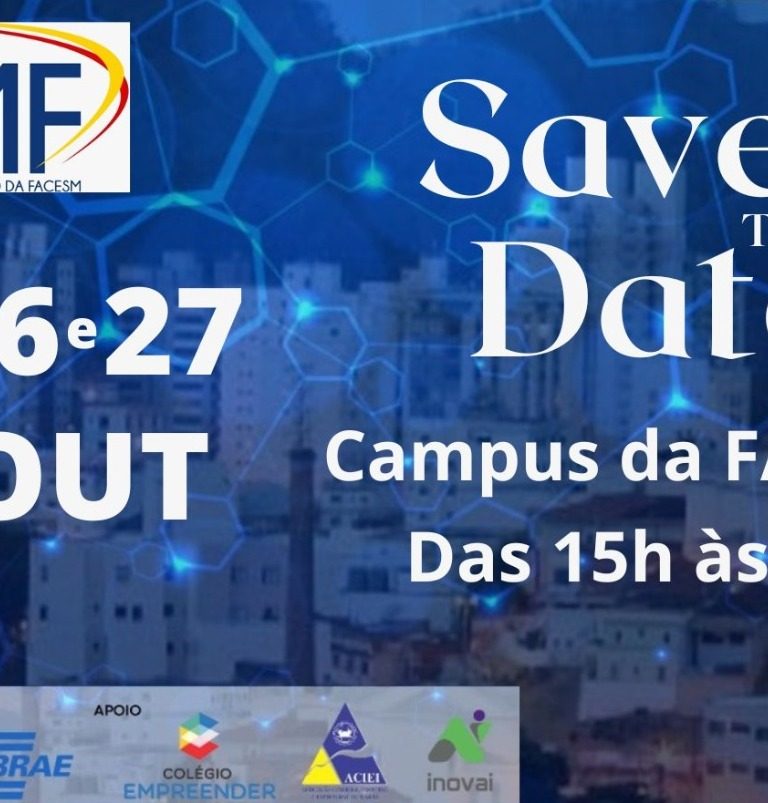 MF
O DA FACESM
Save
T
Date
6 e 27
OUT
Campus da FA
Das 15h às
APOIO
BRAE
COLÉGIO
EMPREENDER
ACIEI
inovai